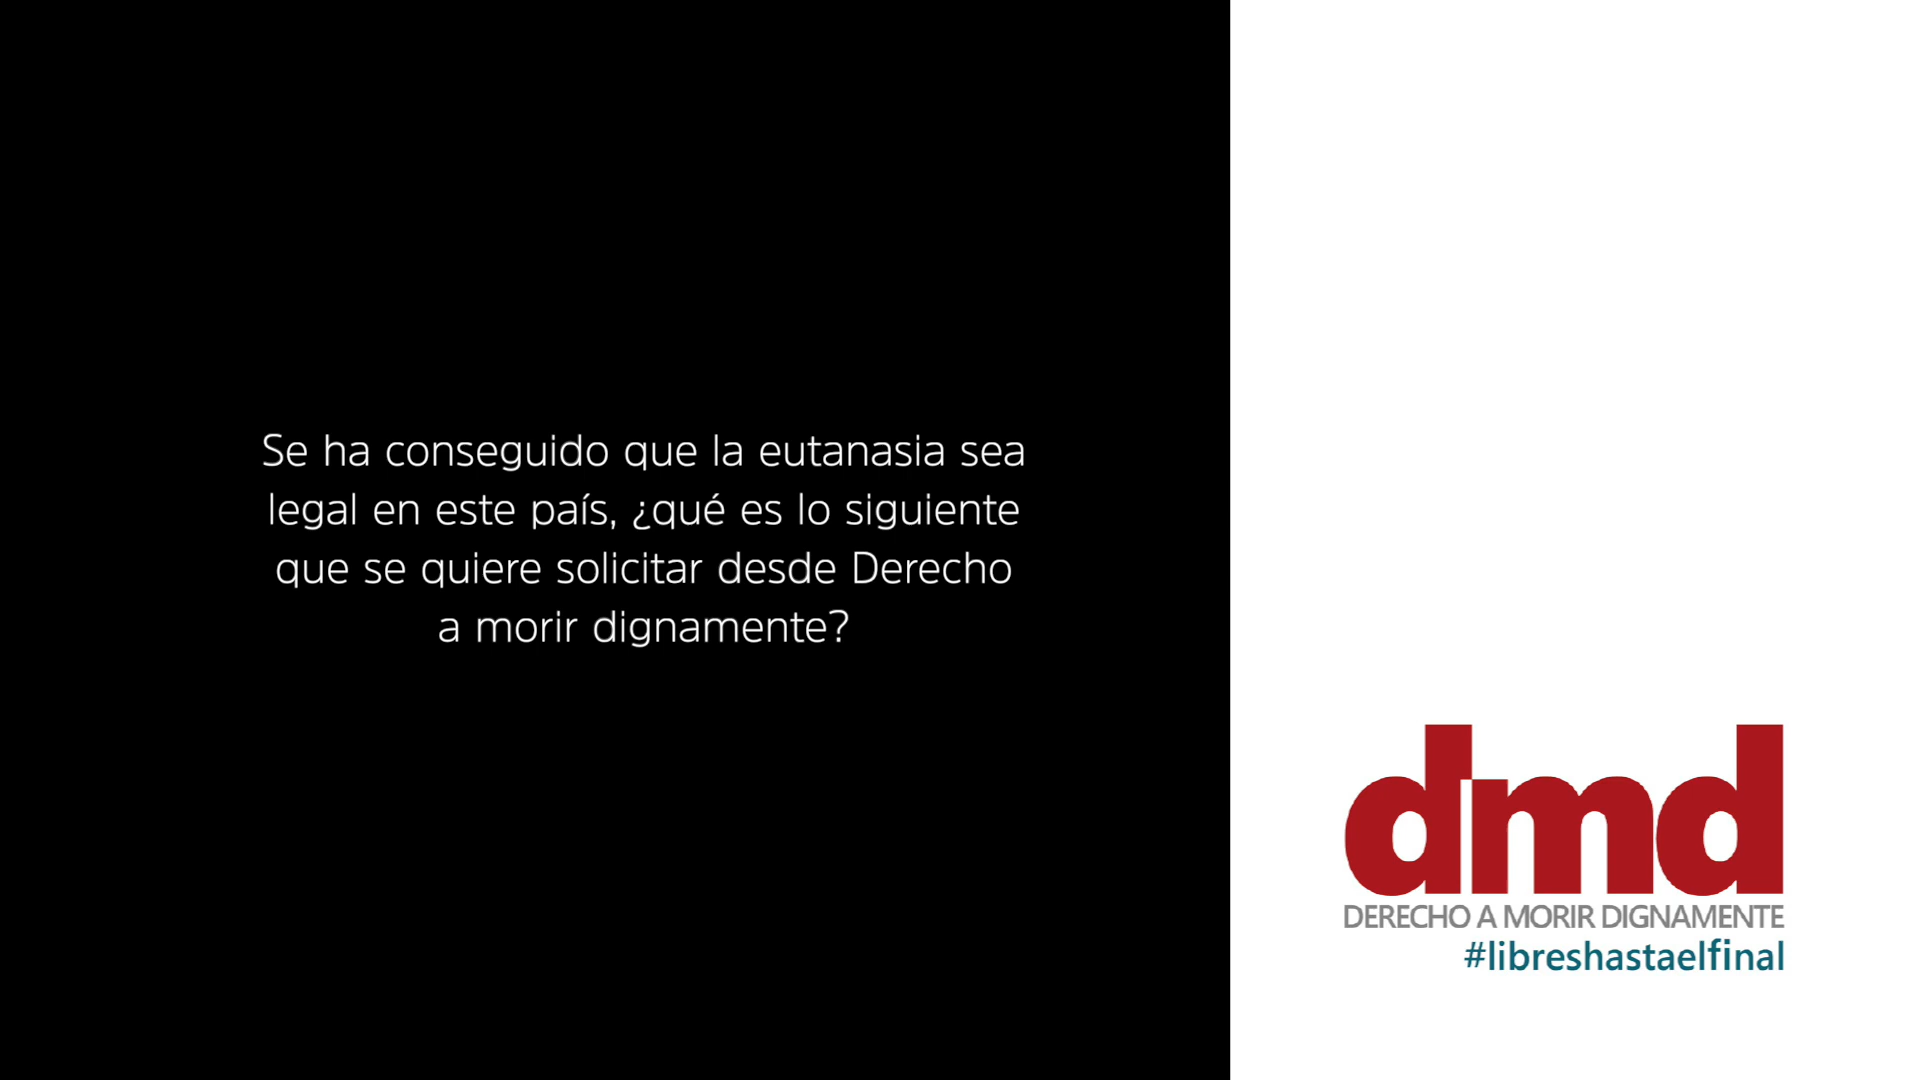 Se ha conseguido que la eutanasia sea
legal en este país, ¿qué es lo siguiente
que se quiere solicitar desde Derecho
a morir dignamente?
dmd
DERECHO A MORIR DIGNAMENTE
#libreshastaelfinal